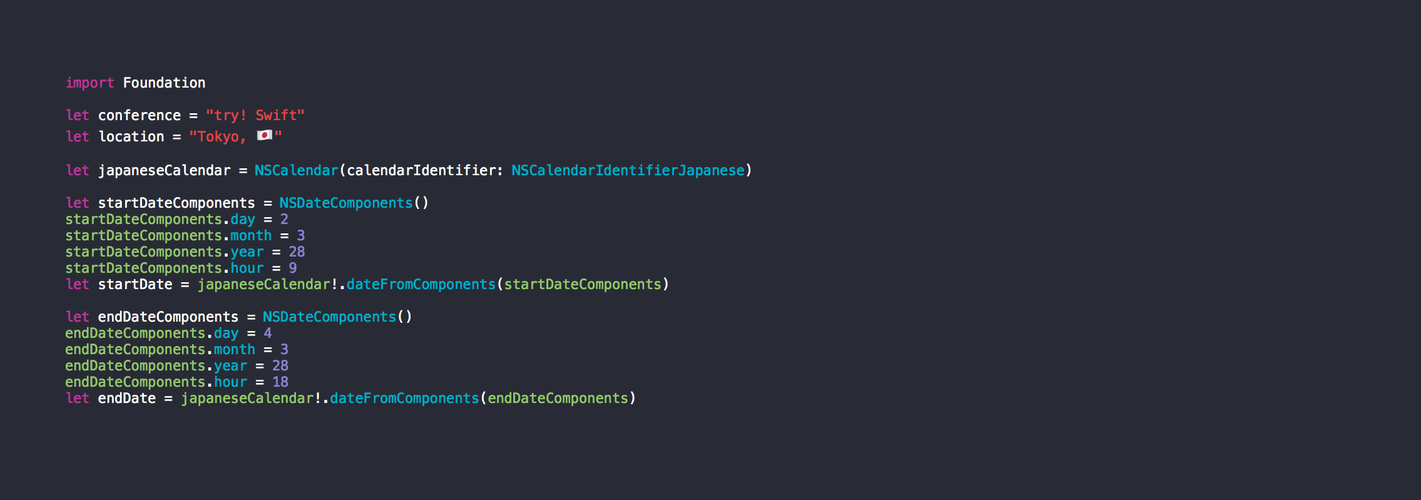 import Foundation
let conference = "try! Swift"
let location = "Tokyo, 🇯🇵"
let japaneseCalendar = NSCalendar(calendarIdentifier: NSCalendarIdentifierJapanese)
let startDateComponents = NSDateComponents()
startDateComponents.day = 2
startDateComponents.month = 3
startDateComponents.year = 28
startDateComponents.hour = 9
let startDate = japaneseCalendar!.dateFromComponents(startDateComponents)
let endDateComponents = NSDateComponents()
endDateComponents.day = 4
endDateComponents.month = 3
endDateComponents.year = 28
endDateComponents.hour = 18
let endDate = japaneseCalendar!.dateFromComponents(endDateComponents)